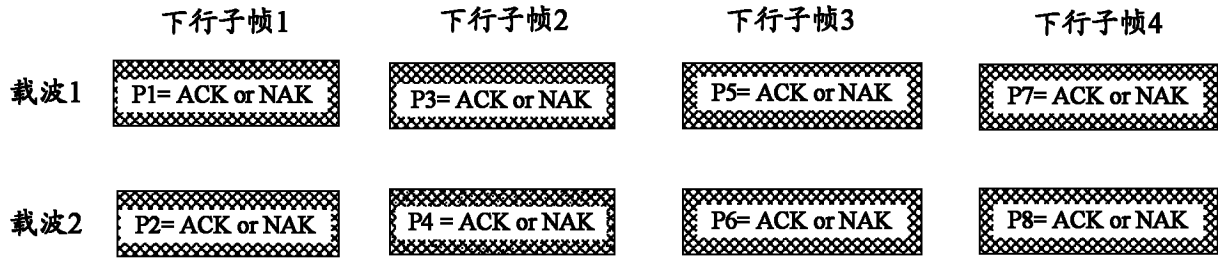 下行子帧1 下行子帧2 下行子帧3 下行子帧4
载波1 P1= ACK or NAK P3= ACK or NAK P5= ACK or NAK P7= ACK or NAK
载波2 P2= ACK or NAK P4 = ACK or NAK P6= ACK or NAK P8= ACK or NAK